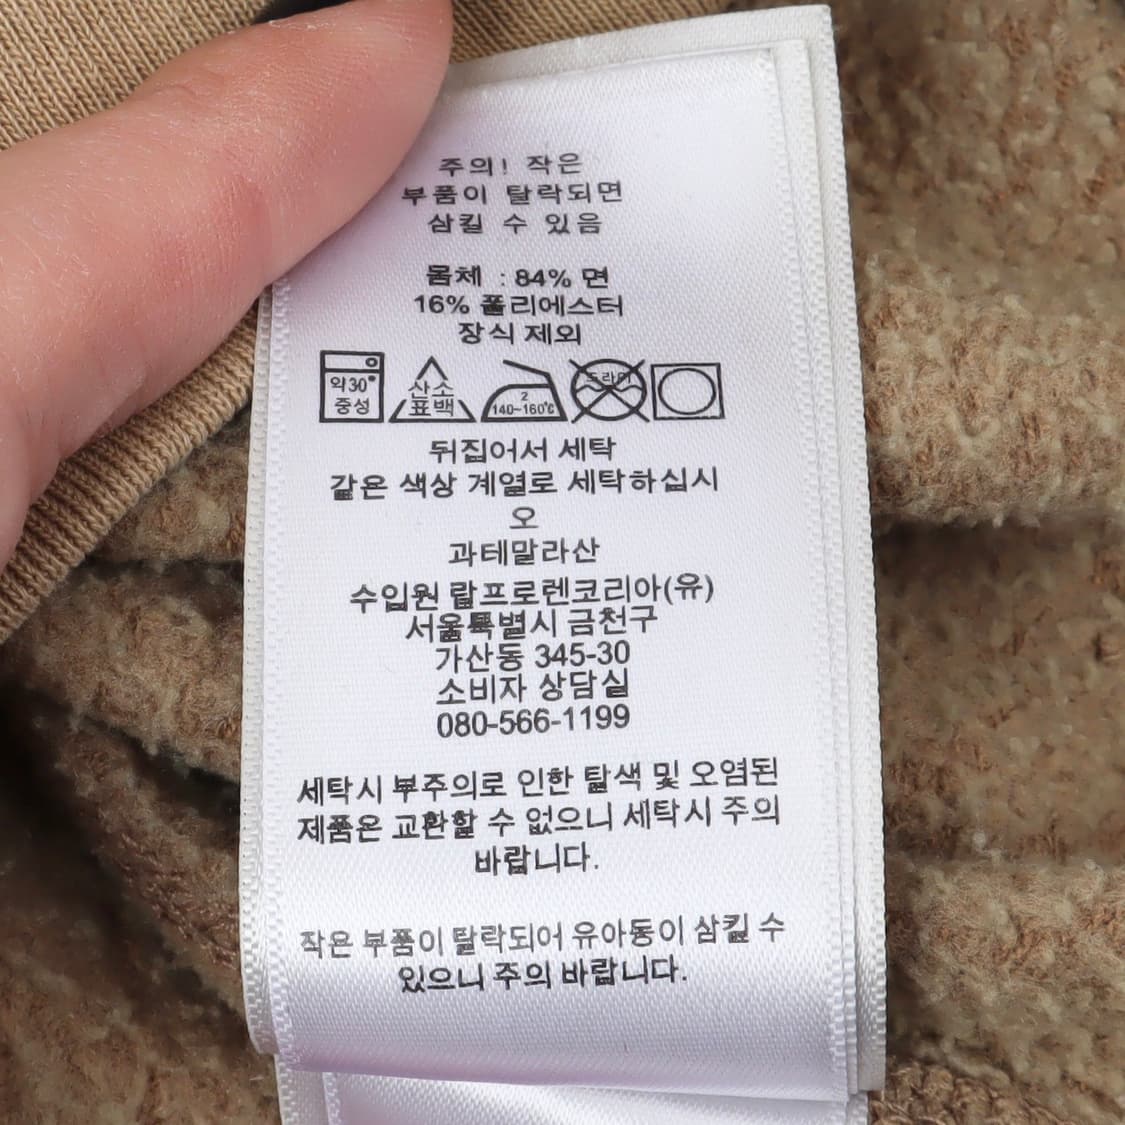 주의! 작은
부품이 탈락되면
삼킬 수 있음
몸체 : 84% 면
16% 폴리에스터
장식 제외
약30°
중성
산소
표백
2
140~160℃
드라이
뒤집어서 세탁
같은 색상 계열로 세탁하십시
오
과테말라산
수입원 랄프로렌코리아(유)
서울특별시 금천구
가산동 345-30
소비자 상담실
080-566-1199
세탁시 부주의로 인한 탈색 및 오염된
제품은 교환할 수 없으니 세탁시 주의
바랍니다.
작은 부품이 탈락되어 유아동이 삼킬 수
있으니 주의 바랍니다.